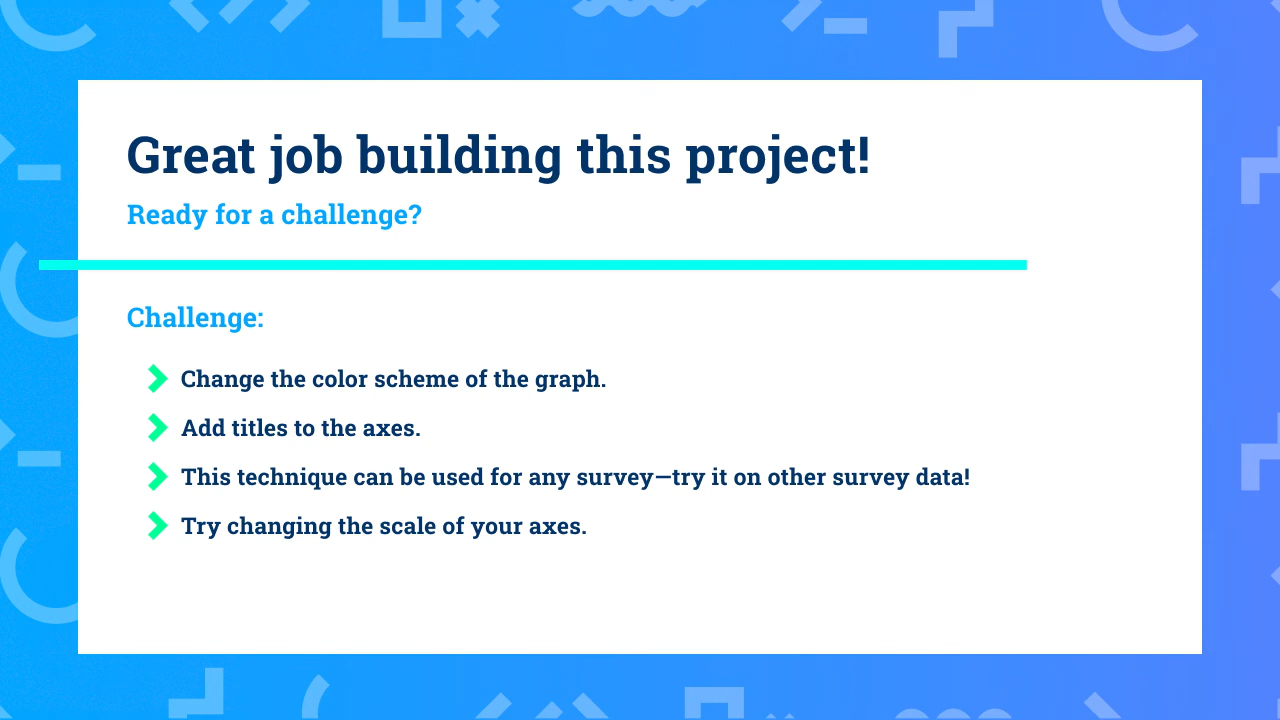 Great job building this project!
Ready for a challenge?
Challenge:
Change the color scheme of the graph.
Add titles to the axes.
This technique can be used for any survey—try it on other survey data!
Try changing the scale of your axes.